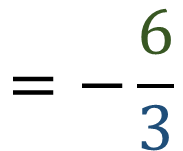 = − 6/3